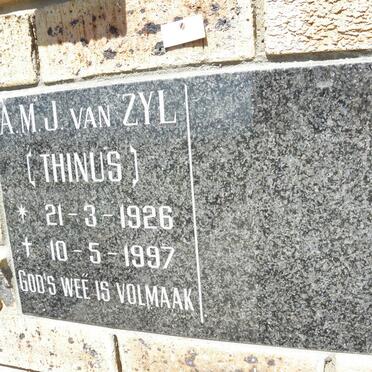 A.M.J. VAN ZYL
(THINUS)
* 21-3-1926
† 10-5-1997
GOD'S WEË IS VOLMAAK